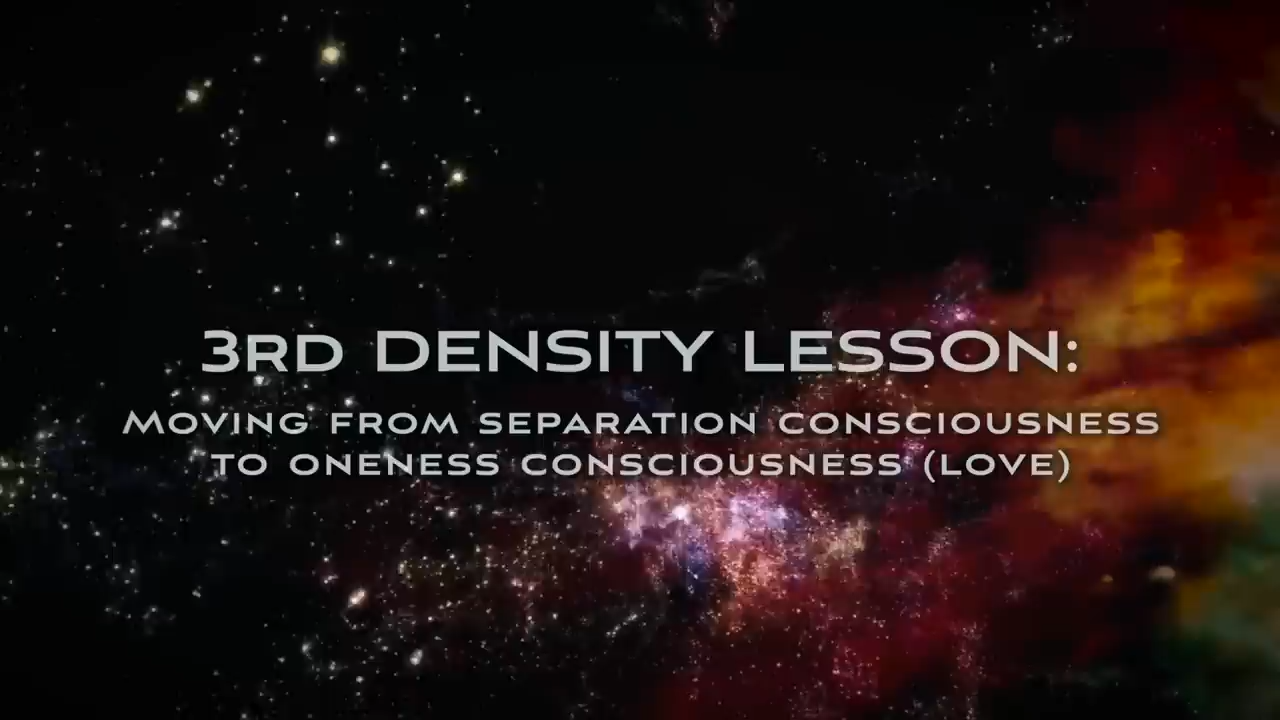 3RD DENSITY LESSON:
MOVING FROM SEPARATION CONSCIOUSNESS
TO ONENESS CONSCIOUSNESS (LOVE)